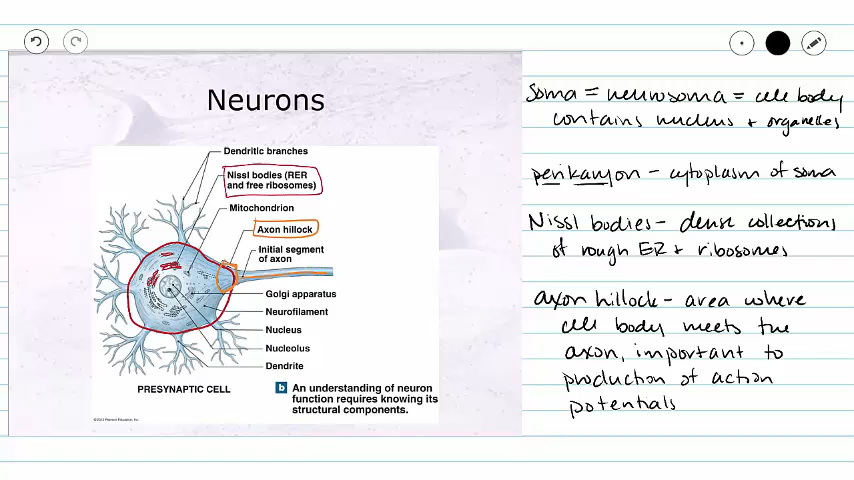 Neurons
Dendritic branches
Nissl bodies (RER
and free ribosomes)
Mitochondrion
Axon hillock
Initial segment
of axon
Golgi apparatus
Neurofilament
Nucleus
Nucleolus
Dendrite
PRESYNAPTIC CELL
b An understanding of neuron
function requires knowing its
structural components.
soma = neurosoma = cell body
contains nucleus + organelles
perikaryon - cytoplasm of soma
Nissl bodies - dense collections
of rough ER + ribosomes
axon hillock - area where
cell body meets the
axon, important to
production of action
potentials